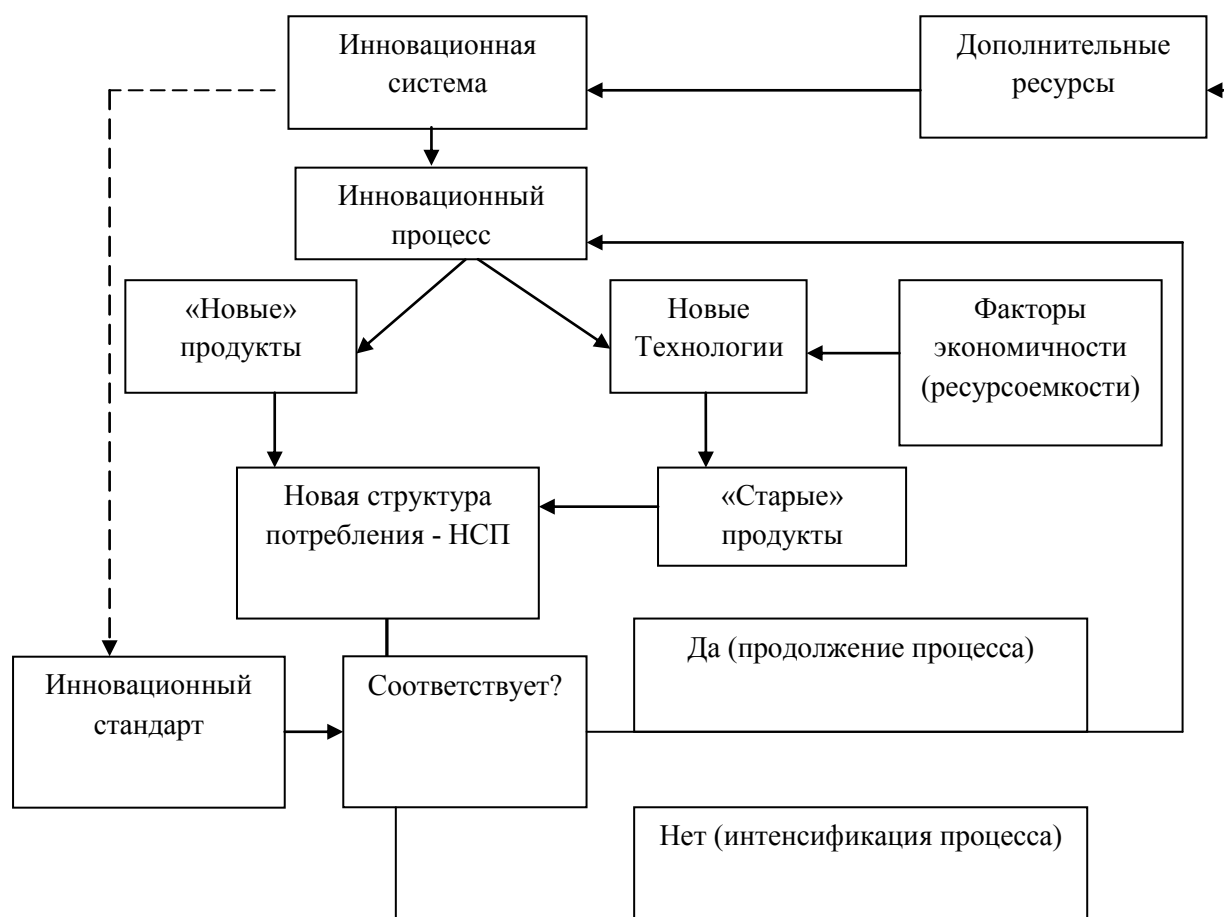 Инновационная
система
Дополнительные
ресурсы
Инновационный
процесс
«Новые»
продукты
Новые
Технологии
Факторы
экономичности
(ресурсоемкости)
Новая структура
потребления - НСП
«Старые»
продукты
Да (продолжение процесса)
Инновационный
стандарт
Соответствует?
Нет (интенсификация процесса)